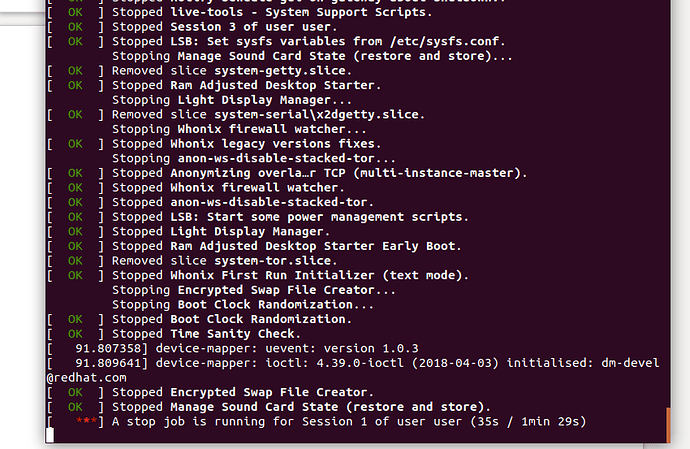 [  OK  ] Stopped live-tools - System Support Scripts.
[  OK  ] Stopped Session 3 of user user.
[  OK  ] Stopped LSB: Set sysfs variables from /etc/sysfs.conf.
         Stopping Manage Sound Card State (restore and store)...
[  OK  ] Removed slice system-getty.slice.
[  OK  ] Stopped Ram Adjusted Desktop Starter.
         Stopping Light Display Manager...
[  OK  ] Removed slice system-serial\x2dgetty.slice.
         Stopping Whonix firewall watcher...
[  OK  ] Stopped Whonix legacy versions fixes.
         Stopping anon-ws-disable-stacked-tor...
[  OK  ] Stopped Anonymizing overla…r TCP (multi-instance-master).
[  OK  ] Stopped Whonix firewall watcher.
[  OK  ] Stopped anon-ws-disable-stacked-tor.
[  OK  ] Stopped LSB: Start some power management scripts.
[  OK  ] Stopped Light Display Manager.
[  OK  ] Stopped Ram Adjusted Desktop Starter Early Boot.
[  OK  ] Removed slice system-tor.slice.
[  OK  ] Stopped Whonix First Run Initializer (text mode).
         Stopping Encrypted Swap File Creator...
         Stopping Boot Clock Randomization...
[  OK  ] Stopped Boot Clock Randomization.
[  OK  ] Stopped Time Sanity Check.
[   91.807358] device-mapper: uevent: version 1.0.3
[   91.809641] device-mapper: ioctl: 4.39.0-ioctl (2018-04-03) initialised: dm-devel
@redhat.com
[  OK  ] Stopped Encrypted Swap File Creator.
[  OK  ] Stopped Manage Sound Card State (restore and store).
[   ***] A stop job is running for Session 1 of user user (35s / 1min 29s)